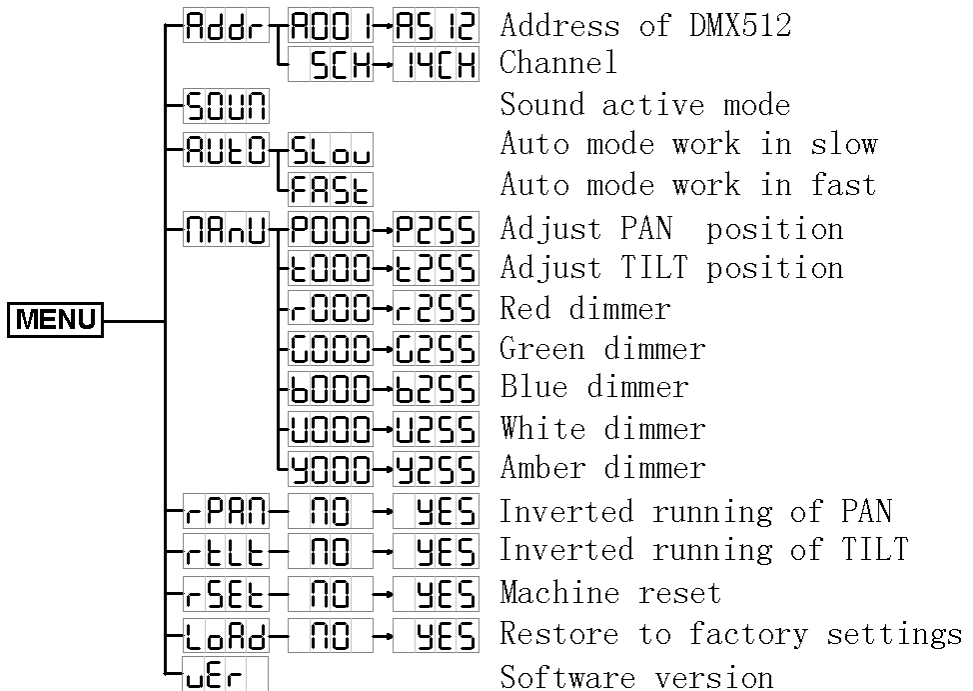 Addr A001 A512 Address of DMX512
5CH 14CH Channel
SOUN Sound active mode
AUtO SLou Auto mode work in slow
FASt Auto mode work in fast
MAnU P000 P255 Adjust PAN position
t000 t255 Adjust TILT position
r000 r255 Red dimmer
MENU
G000 G255 Green dimmer
b000 b255 Blue dimmer
U000 U255 White dimmer
y000 y255 Amber dimmer
rPAN NO YES Inverted running of PAN
rtLt NO YES Inverted running of TILT
rSEt NO YES Machine reset
LoAd NO YES Restore to factory settings
uEr Software version